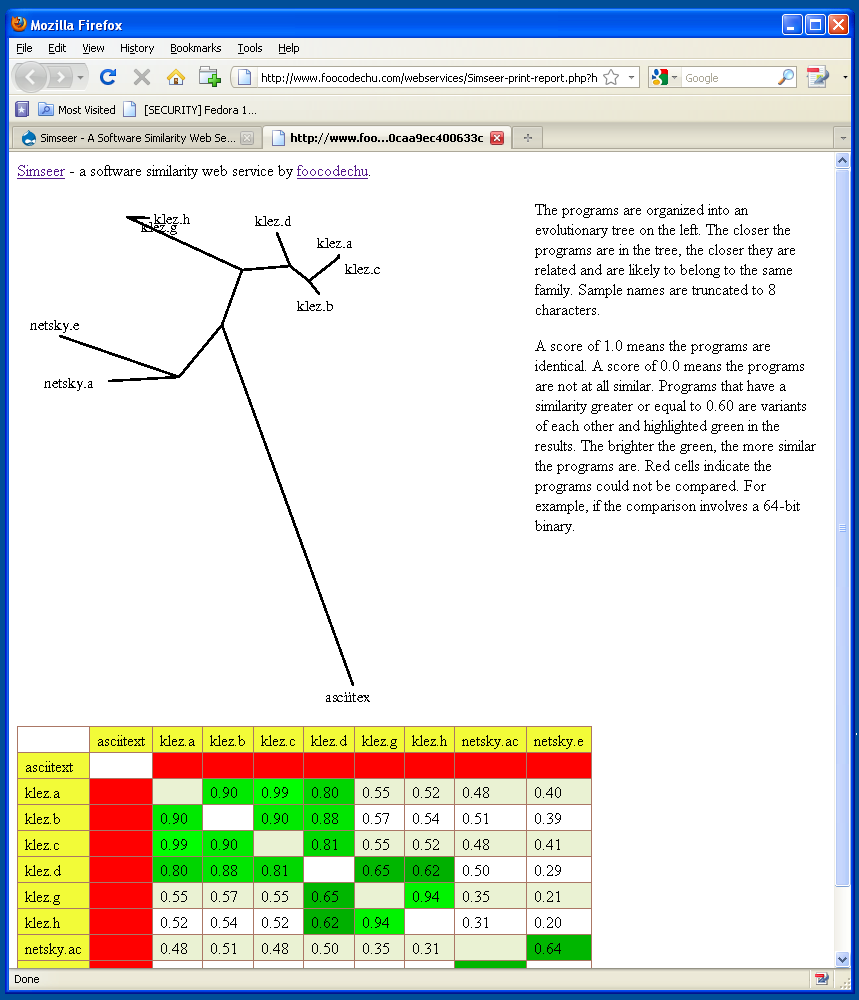 Mozilla Firefox
File Edit View History Bookmarks Tools Help
http://www.foocodechu.com/webservices/Simseer-print-report.php?h Google
Most Visited [SECURITY] Fedora 1...
Simseer - A Software Similarity Web Se... http://www.foo...0caa9ec400633c
Simseer - a software similarity web service by foocodechu.
klez.h
klez.g
klez.d
klez.a
klez.c
klez.b
netsky.e
netsky.a
asciitex
The programs are organized into an
evolutionary tree on the left. The closer the
programs are in the tree, the closer they are
related and are likely to belong to the same
family. Sample names are truncated to 8
characters.
A score of 1.0 means the programs are
identical. A score of 0.0 means the programs
are not at all similar. Programs that have a
similarity greater or equal to 0.60 are variants
of each other and highlighted green in the
results. The brighter the green, the more similar
the programs are. Red cells indicate the
programs could not be compared. For
example, if the comparison involves a 64-bit
binary.
asciitext klez.a klez.b klez.c klez.d klez.g klez.h netsky.ac netsky.e
asciitext
klez.a 0.90 0.99 0.80 0.55 0.52 0.48 0.40
klez.b 0.90 0.90 0.88 0.57 0.54 0.51 0.39
klez.c 0.99 0.90 0.81 0.55 0.52 0.48 0.41
klez.d 0.80 0.88 0.81 0.65 0.62 0.50 0.29
klez.g 0.55 0.57 0.55 0.65 0.94 0.35 0.21
klez.h 0.52 0.54 0.52 0.62 0.94 0.31 0.20
netsky.ac 0.48 0.51 0.48 0.50 0.35 0.31 0.64
Done